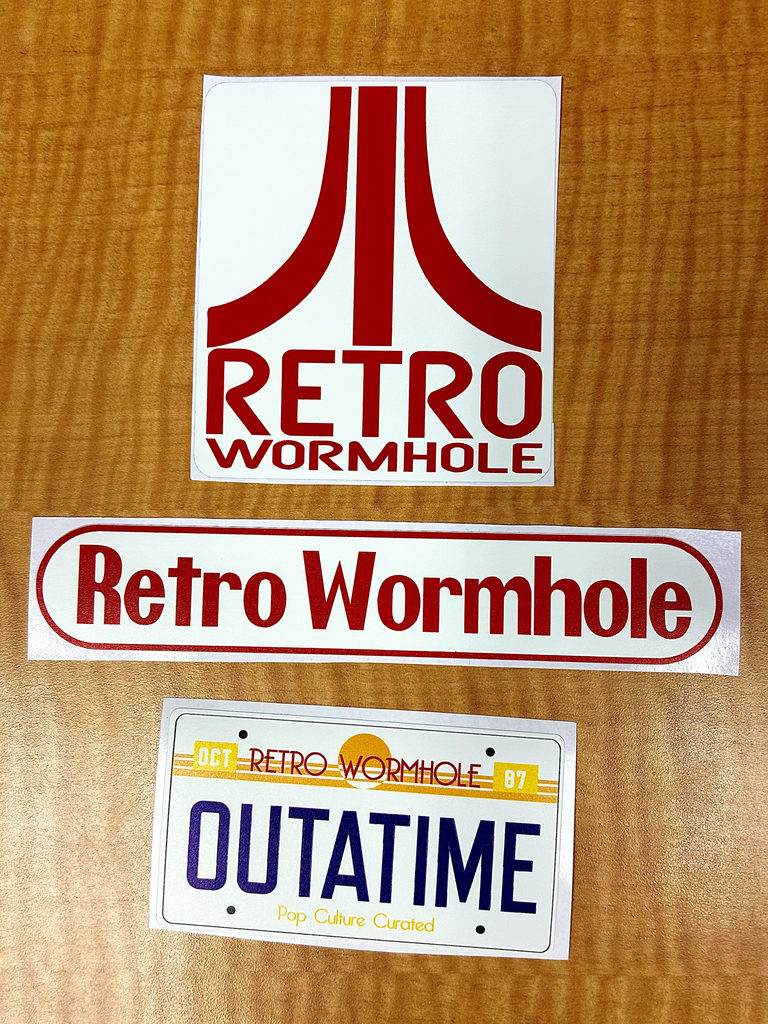 RETRO
WORMHOLE
Retro Wormhole
OCT RETRO WORMHOLE 87
OUTATIME
Pop Culture Curated